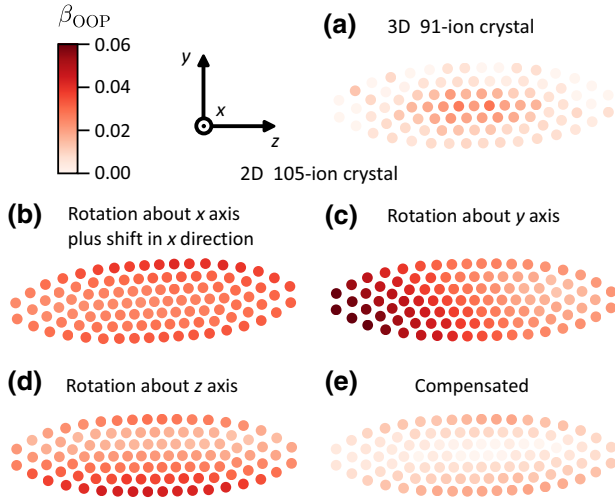 β_OOP
0.06
0.04
0.02
0.00
y
x
z
(a) 3D 91-ion crystal
2D 105-ion crystal
(b) Rotation about x axis
plus shift in x direction
(c) Rotation about y axis
(d) Rotation about z axis
(e) Compensated